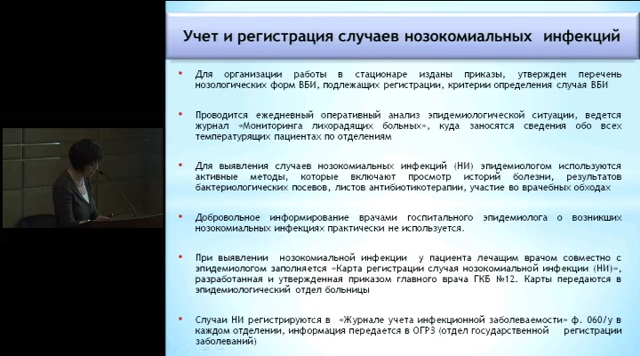 Учет и регистрация случаев нозокомиальных инфекций
Для организации работы в стационаре изданы приказы, утвержден перечень
нозологических форм ВБИ, подлежащих регистрации, критерии определения случая ВБИ
Проводится ежедневный оперативный анализ эпидемиологической ситуации, ведется
журнал «Мониторинга лихорадящих больных», куда заносятся сведения обо всех
температурящих пациентах по отделениям
Для выявления случаев нозокомиальных инфекций (НИ) эпидемиологом используются
активные методы, которые включают просмотр историй болезни, результатов
бактериологических посевов, листов антибиотикотерапии, участие во врачебных обходах
Добровольное информирование врачами госпитального эпидемиолога о возникших
нозокомиальных инфекциях практически не используется.
При выявлении нозокомиальной инфекции у пациента лечащим врачом совместно с
эпидемиологом заполняется «Карта регистрации случая нозокомиальной инфекции (НИ)»,
разработанная и утвержденная приказом главного врача ГКБ №12. Карты передаются в
эпидемиологический отдел больницы
Случаи НИ регистрируются в «Журнале учета инфекционной заболеваемости» ф. 060/у в
каждом отделении, информация передается в ОГРЗ (отдел государственной регистрации
заболеваний)